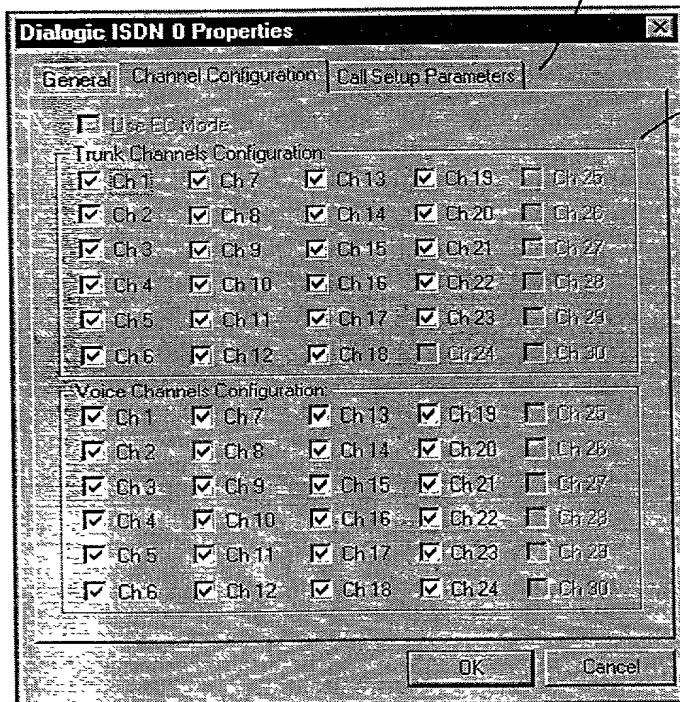 Dialogic ISDN 0 Properties
General Channel Configuration Call Setup Parameters
Use EC Mode
Trunk Channels Configuration:
Ch 1 Ch 7 Ch 13 Ch 19 Ch 25
Ch 2 Ch 8 Ch 14 Ch 20 Ch 26
Ch 3 Ch 9 Ch 15 Ch 21 Ch 27
Ch 4 Ch 10 Ch 16 Ch 22 Ch 28
Ch 5 Ch 11 Ch 17 Ch 23 Ch 29
Ch 6 Ch 12 Ch 18 Ch 24 Ch 30
Voice Channels Configuration:
Ch 1 Ch 7 Ch 13 Ch 19 Ch 25
Ch 2 Ch 8 Ch 14 Ch 20 Ch 26
Ch 3 Ch 9 Ch 15 Ch 21 Ch 27
Ch 4 Ch 10 Ch 16 Ch 22 Ch 28
Ch 5 Ch 11 Ch 17 Ch 23 Ch 29
Ch 6 Ch 12 Ch 18 Ch 24 Ch 30
OK Cancel